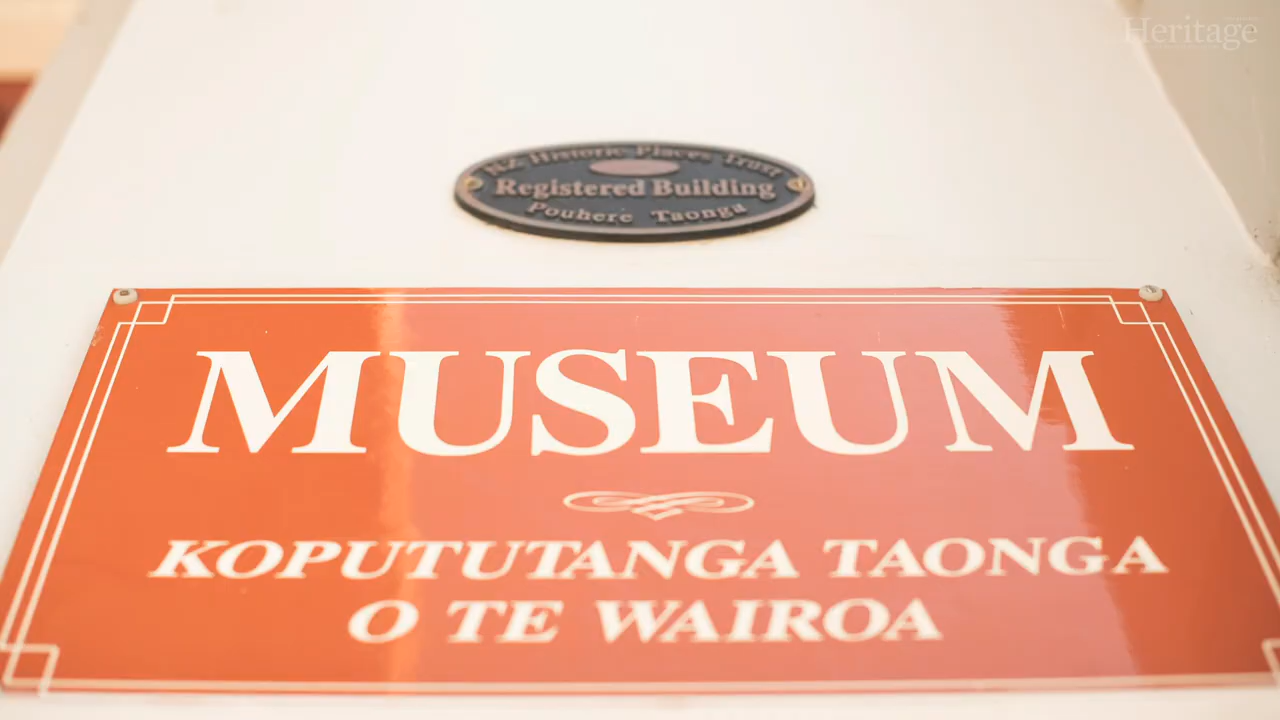 Heritage
NZ Historic Places Trust
Registered Building
Pouhere Taonga
MUSEUM
KOPUTUTANGA TAONGA
O TE WAIROA